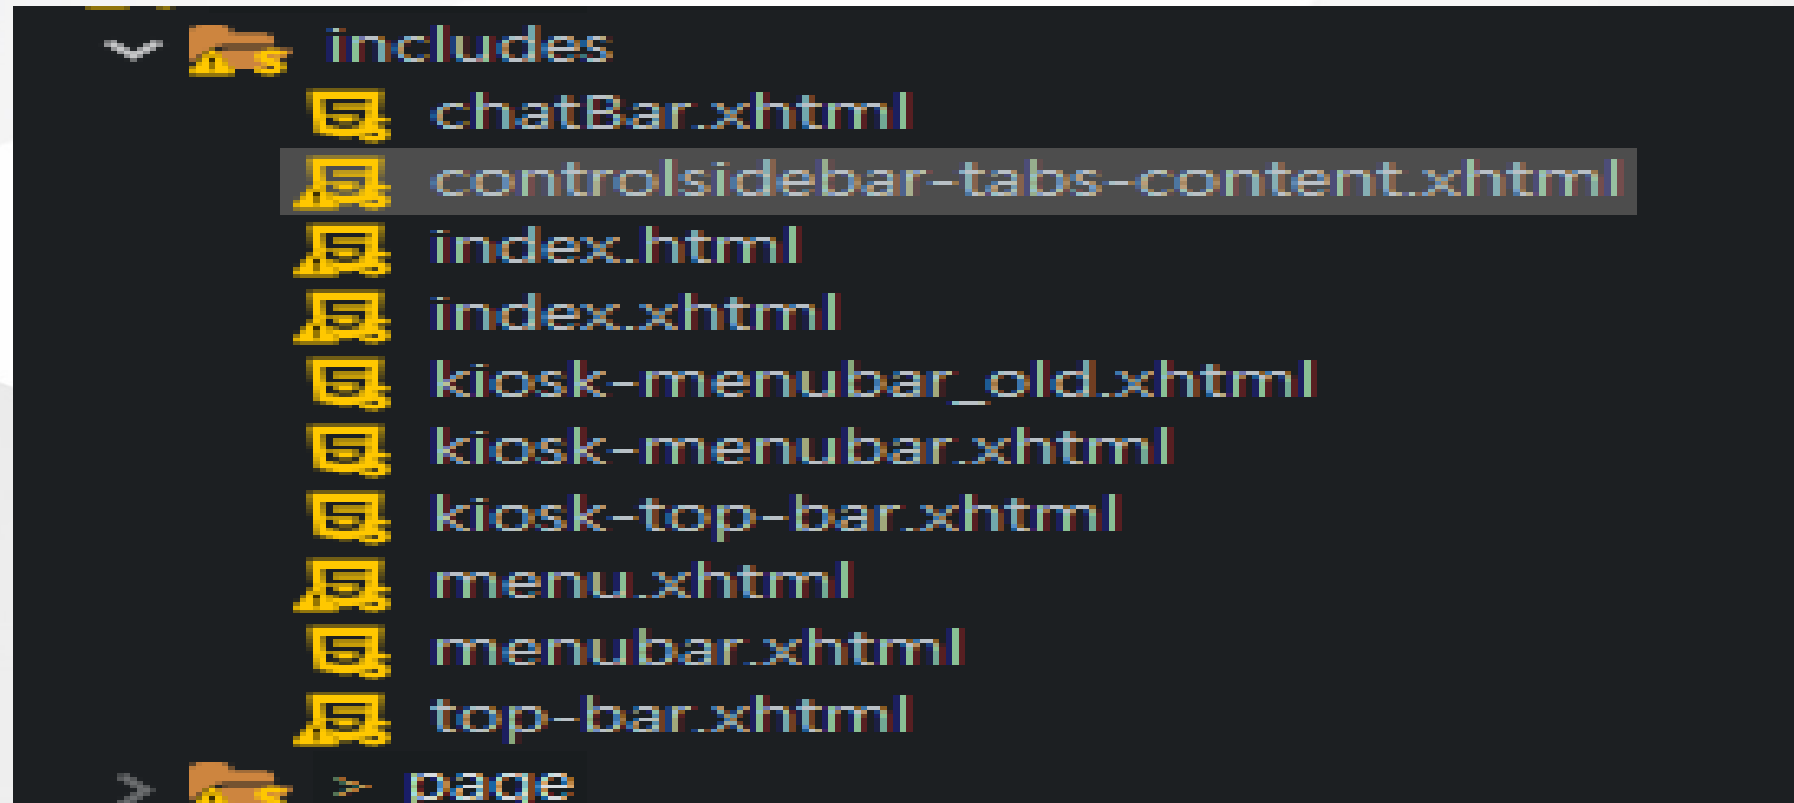 includes
chatBar.xhtml
controlsidebar-tabs-content.xhtml
index.html
index.xhtml
kiosk-menubar_old.xhtml
kiosk-menubar.xhtml
kiosk-top-bar.xhtml
menu.xhtml
menubar.xhtml
top-bar.xhtml
> page